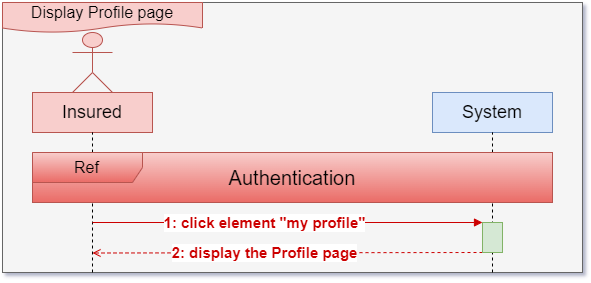 Display Profile page
Insured
System
Ref
Authentication
1: click element "my profile"
2: display the Profile page